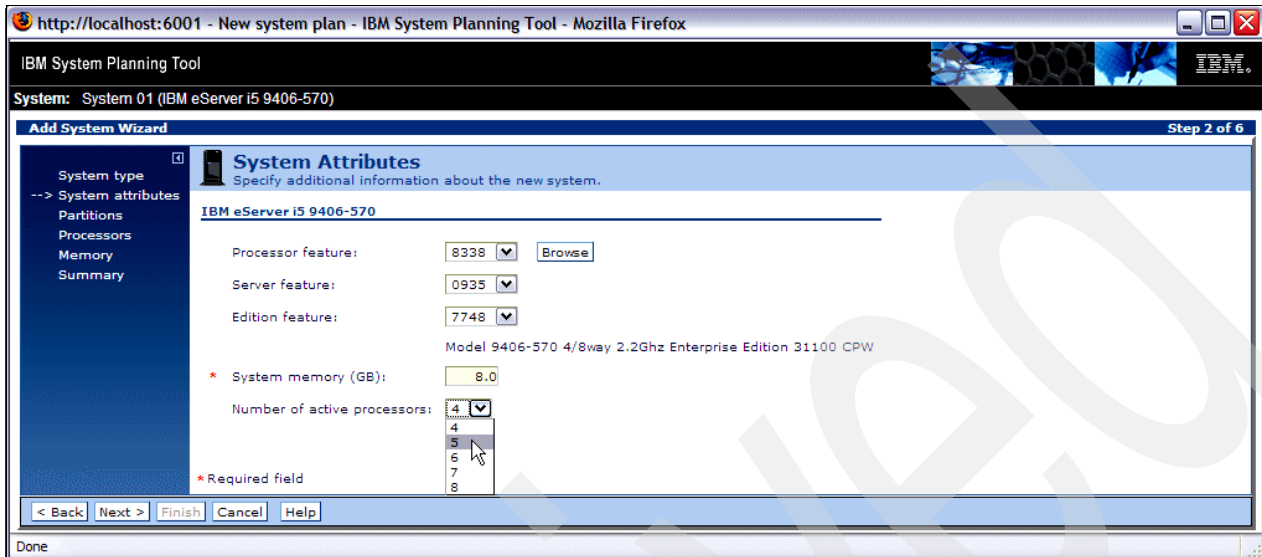 http://localhost:6001 - New system plan - IBM System Planning Tool - Mozilla Firefox
IBM System Planning Tool
IBM.
System: System 01 (IBM eServer i5 9406-570)
Add System Wizard
Step 2 of 6
System type
--> System attributes
Partitions
Processors
Memory
Summary
System Attributes
Specify additional information about the new system.
IBM eServer i5 9406-570
Processor feature: 8338 Browse
Server feature: 0935
Edition feature: 7748
Model 9406-570 4/8way 2.2Ghz Enterprise Edition 31100 CPW
* System memory (GB): 8.0
Number of active processors: 4
4
5
6
7
8
* Required field
< Back Next > Finish Cancel Help
Done